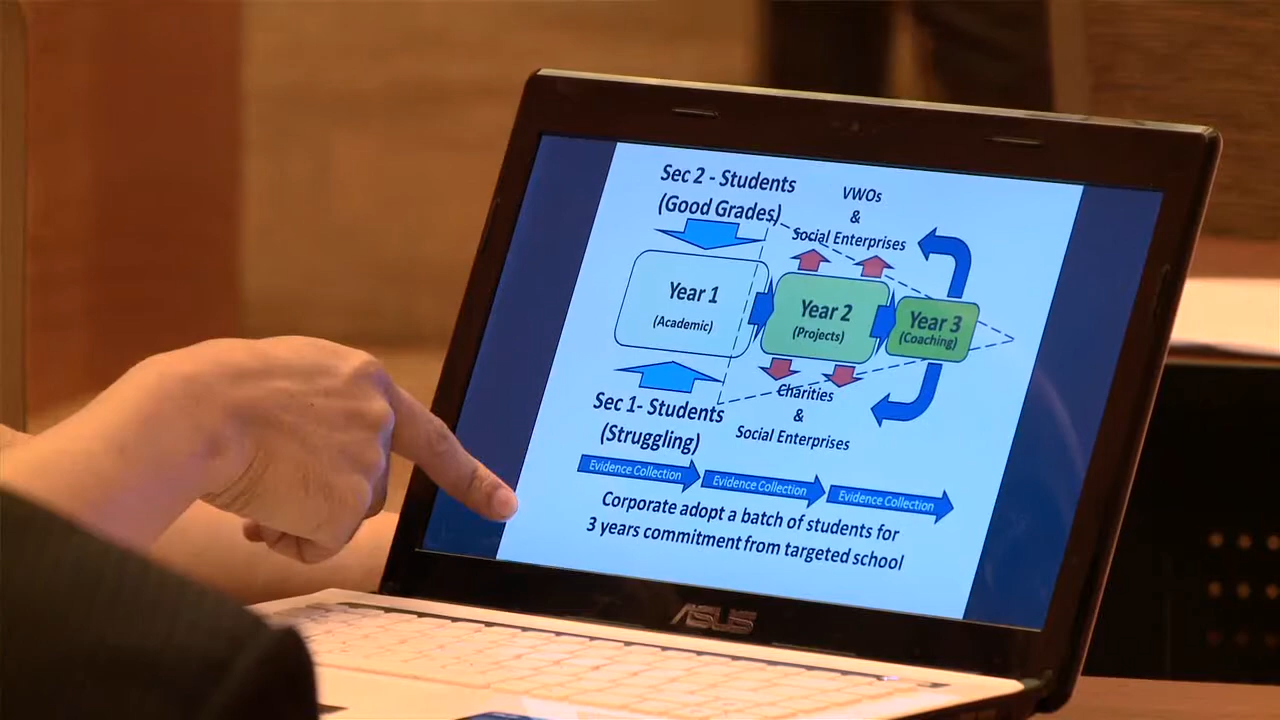 Sec 2 - Students
(Good Grades)
VWOs
&
Social Enterprises
Year 1
(Academic)
Year 2
(Projects)
Year 3
(Coaching)
Sec 1- Students
(Struggling)
Charities
&
Social Enterprises
Evidence Collection
Evidence Collection
Evidence Collection
Corporate adopt a batch of students for
3 years commitment from targeted school
ASUS